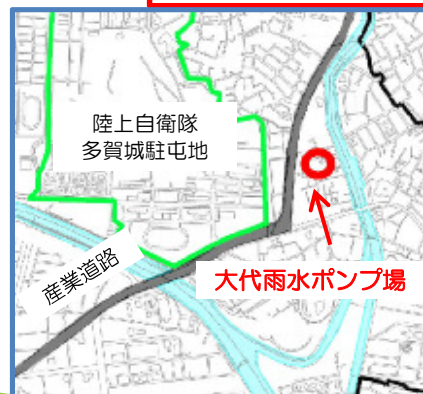 陸上自衛隊
多賀城駐屯地
産業道路
大代雨水ポンプ場